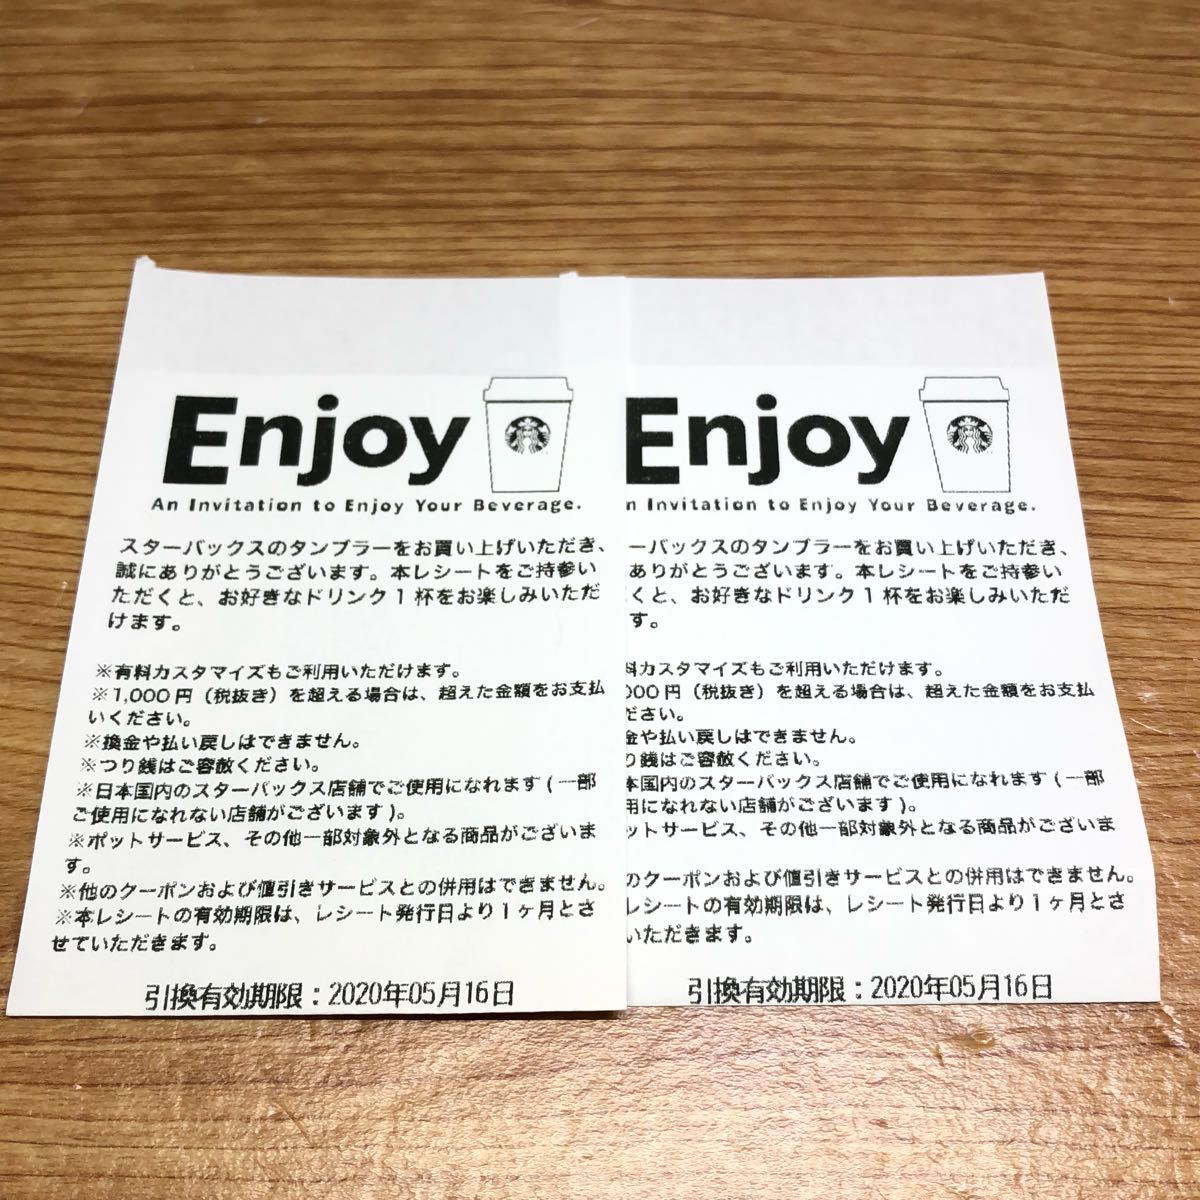 Enjoy
An Invitation to Enjoy Your Beverage.
スターバックスのタンブラーをお買い上げいただき、
誠にありがとうございます。本レシートをご持参い
ただくと、お好きなドリンク1杯をお楽しみいただ
けます。
※有料カスタマイズもご利用いただけます。
※1,000円（税抜き）を超える場合は、超えた金額をお支払
いください。
※換金や払い戻しはできません。
※つり銭はご容赦ください。
※日本国内のスターバックス店舗でご使用になれます(一部
ご使用になれない店舗がございます)。
※ポットサービス、その他一部対象外となる商品がございま
す。
※他のクーポンおよび値引きサービスとの併用はできません。
※本レシートの有効期限は、レシート発行日より1ヶ月とさ
せていただきます。
引換有効期限：2020年05月16日
Enjoy
n Invitation to Enjoy Your Beverage.
ーバックスのタンブラーをお買い上げいただき、
ありがとうございます。本レシートをご持参い
くと、お好きなドリンク1杯をお楽しみいただ
す。
料カスタマイズもご利用いただけます。
000円（税抜き）を超える場合は、超えた金額をお支払
ださい。
金や払い戻しはできません。
り銭はご容赦ください。
本国内のスターバックス店舗でご使用になれます(一部
用になれない店舗がございます)。
ットサービス、その他一部対象外となる商品がございま
のクーポンおよび値引きサービスとの併用はできません。
レシートの有効期限は、レシート発行日より1ヶ月とさ
いただきます。
引換有効期限：2020年05月16日